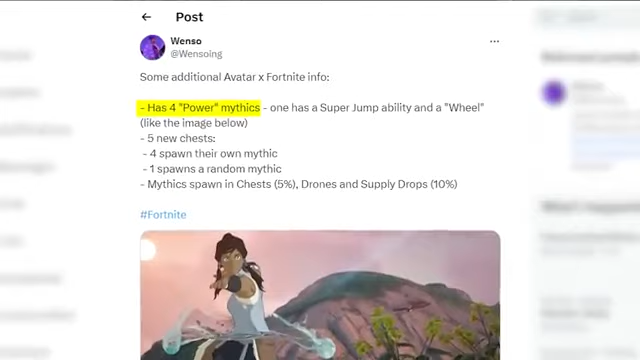 Post
Wenso
@Wensoing
Some additional Avatar x Fortnite info:
- Has 4 "Power" mythics - one has a Super Jump ability and a "Wheel"
(like the image below)
- 5 new chests:
- 4 spawn their own mythic
- 1 spawns a random mythic
- Mythics spawn in Chests (5%), Drones and Supply Drops (10%)
#Fortnite